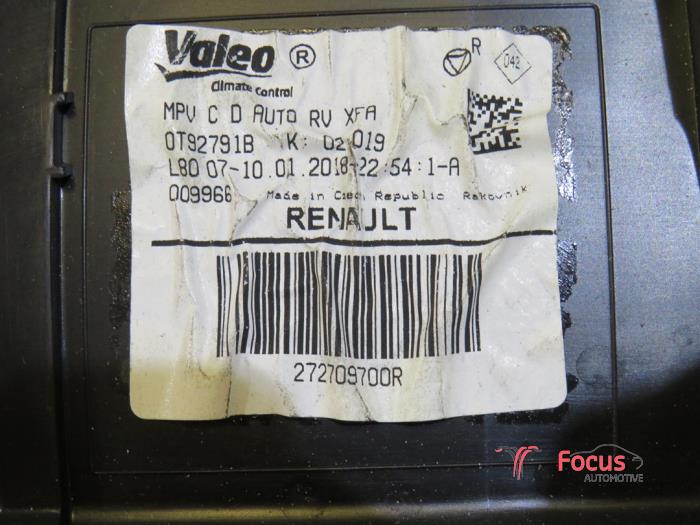 Valeo ®
Climate Control
R
042
MPV C D AUTO RV XFA
0T92791B K: 02 019
L80 07-10.01.2018-22:54:1-A
009966 Made in Czech Republic Rakovnik
RENAULT
272709700R
Focus
AUTOMOTIVE